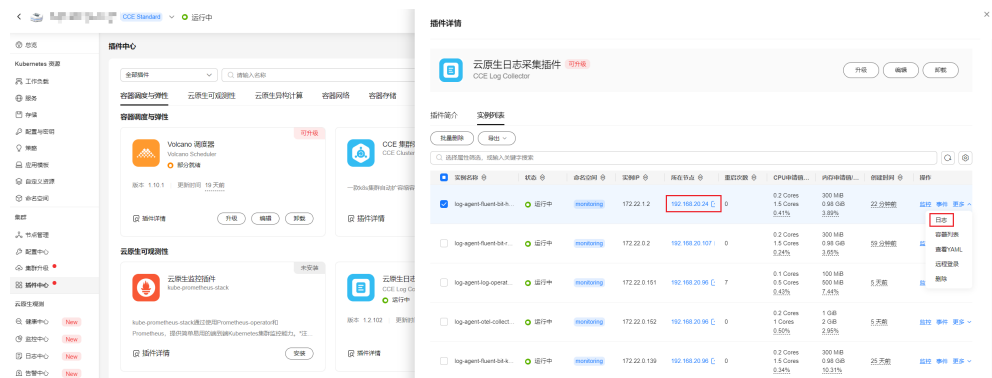 CCE Standard
运行中
总览
Kubernetes 资源
工作负载
服务
存储
配置与密钥
策略
应用模板
自定义资源
命名空间
集群
节点管理
配置中心
集群升级
插件中心
云原生观测
健康中心 New
监控中心 New
日志中心 New
告警中心 New
插件中心
全部插件
请输入名称
容器调度与弹性 云原生可观测性 云原生异构计算 容器网络 容器存储
容器调度与弹性
可升级
Volcano 调度器
Volcano Scheduler
部分就绪
版本 1.10.1 更新时间 19 天前
插件详情 升级 编辑 卸载
CCE 集群
CCE Cluster
一款k8s集群自动扩容缩容
插件详情
云原生可观测性
未安装
云原生监控插件
kube-prometheus-stack
kube-prometheus-stack通过使用Prometheus-operator和
Prometheus，提供简单易用的端到端Kubernetes集群监控能力。
插件详情 安装
云原生日志
CCE Log Co
运行中
版本 1.2.102 更新时
插件详情
插件详情
云原生日志采集插件 可升级
CCE Log Collector
升级 编辑 卸载
插件简介 实例列表
批量删除 导出
选择属性筛选，或输入关键字搜索
实例名称 状态 命名空间 实例IP 所在节点 重启次数 CPU申请值/... 内存申请值/... 创建时间 操作
log-agent-fluent-bit-h... 运行中 monitoring 172.22.1.2 192.168.20.24 0 0.2 Cores 1.5 Cores 0.41% 300 MiB 0.98 GiB 3.89% 22 分钟前 监控 事件 更多
日志
容器列表
查看YAML
远程登录
删除
log-agent-fluent-bit-r... 运行中 monitoring 172.22.0.2 192.168.20.107 0 0.2 Cores 1.5 Cores 0.24% 300 MiB 0.98 GiB 3.65% 59 分钟前
log-agent-log-operat... 运行中 monitoring 172.22.0.151 192.168.20.96 7 0.1 Cores 0.5 Cores 0.43% 100 MiB 500 MiB 7.44% 5 天前
log-agent-otel-collect... 运行中 monitoring 172.22.0.152 192.168.20.96 0 0.2 Cores 1 Cores 0.50% 1 GiB 2 GiB 2.95% 5 天前 监控 事件 更多
log-agent-fluent-bit-k... 运行中 monitoring 172.22.0.139 192.168.20.96 0 0.2 Cores 1.5 Cores 0.34% 300 MiB 0.98 GiB 10.31% 25 天前 监控 事件 更多